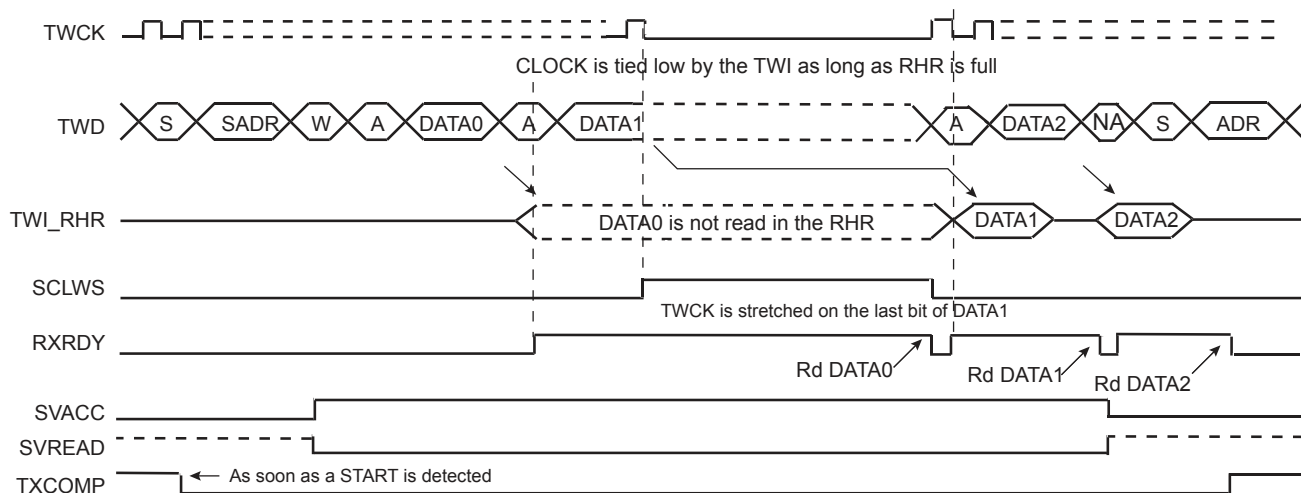 TWCK
CLOCK is tied low by the TWI as long as RHR is full
TWD S SADR W A DATA0 A DATA1 A DATA2 NA S ADR
TWI_RHR DATA0 is not read in the RHR DATA1 DATA2
SCLWS
TWCK is stretched on the last bit of DATA1
RXRDY
Rd DATA0 Rd DATA1 Rd DATA2
SVACC
SVREAD
TXCOMP As soon as a START is detected